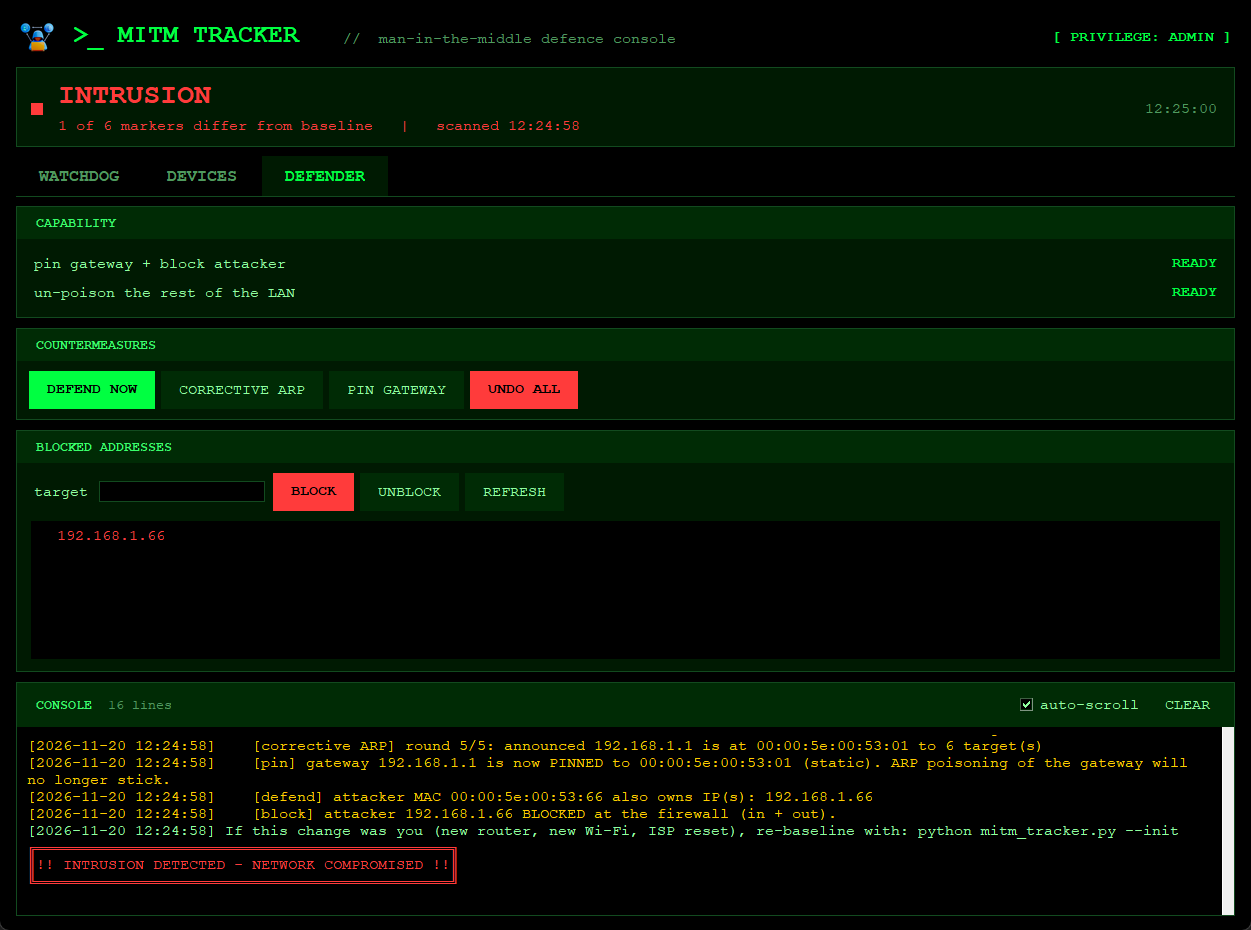 >_ MITM TRACKER // man-in-the-middle defence console [ PRIVILEGE: ADMIN ]
INTRUSION
1 of 6 markers differ from baseline | scanned 12:24:58
12:25:00
WATCHDOG DEVICES DEFENDER
CAPABILITY
pin gateway + block attacker READY
un-poison the rest of the LAN READY
COUNTERMEASURES
DEFEND NOW CORRECTIVE ARP PIN GATEWAY UNDO ALL
BLOCKED ADDRESSES
target BLOCK UNBLOCK REFRESH
192.168.1.66
CONSOLE 16 lines auto-scroll CLEAR
[2026-11-20 12:24:58] [corrective ARP] round 5/5: announced 192.168.1.1 is at 00:00:5e:00:53:01 to 6 target(s)
[2026-11-20 12:24:58] [pin] gateway 192.168.1.1 is now PINNED to 00:00:5e:00:53:01 (static). ARP poisoning of the gateway will
no longer stick.
[2026-11-20 12:24:58] [defend] attacker MAC 00:00:5e:00:53:66 also owns IP(s): 192.168.1.66
[2026-11-20 12:24:58] [block] attacker 192.168.1.66 BLOCKED at the firewall (in + out).
[2026-11-20 12:24:58] If this change was you (new router, new Wi-Fi, ISP reset), re-baseline with: python mitm_tracker.py --init
!! INTRUSION DETECTED - NETWORK COMPROMISED !!